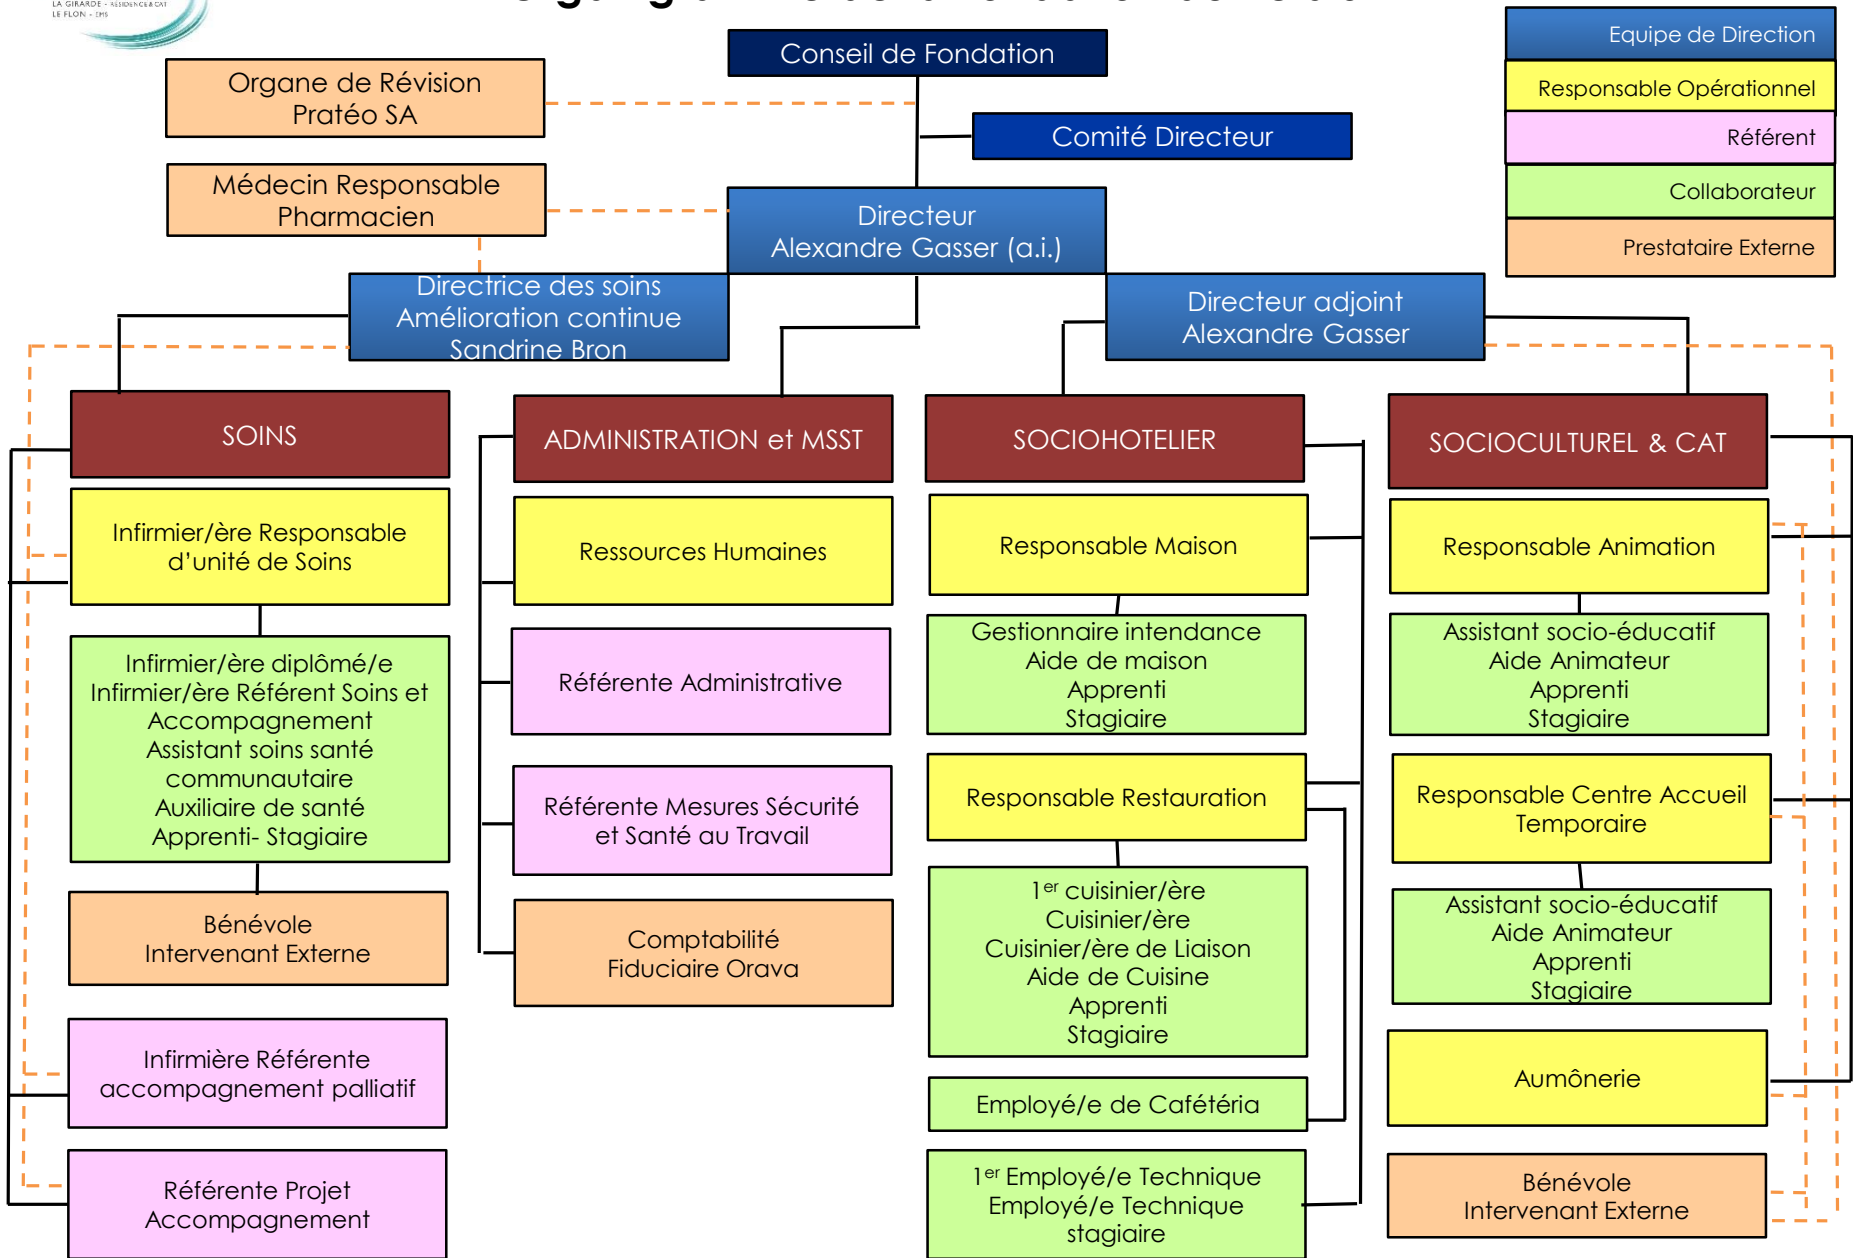 LA GIRARDE - RÉSIDENCE & CAT
LE FLON - EMS
Conseil de Fondation
Organe de Révision
Pratéo SA
Comité Directeur
Médecin Responsable
Pharmacien
Directeur
Alexandre Gasser (a.i.)
Directrice des soins
Amélioration continue
Sandrine Bron
Directeur adjoint
Alexandre Gasser
Equipe de Direction
Responsable Opérationnel
Référent
Collaborateur
Prestataire Externe
SOINS
Infirmier/ère Responsable
d’unité de Soins
Infirmier/ère diplômé/e
Infirmier/ère Référent Soins et
Accompagnement
Assistant soins santé
communautaire
Auxiliaire de santé
Apprenti- Stagiaire
Bénévole
Intervenant Externe
Infirmière Référente
accompagnement palliatif
Référente Projet
Accompagnement
ADMINISTRATION et MSST
Ressources Humaines
Référente Administrative
Référente Mesures Sécurité
et Santé au Travail
Comptabilité
Fiduciaire Orava
SOCIOHOTELIER
Responsable Maison
Gestionnaire intendance
Aide de maison
Apprenti
Stagiaire
Responsable Restauration
1er cuisinier/ère
Cuisinier/ère
Cuisinier/ère de Liaison
Aide de Cuisine
Apprenti
Stagiaire
Employé/e de Cafétéria
1er Employé/e Technique
Employé/e Technique
stagiaire
SOCIOCULTUREL & CAT
Responsable Animation
Assistant socio-éducatif
Aide Animateur
Apprenti
Stagiaire
Responsable Centre Accueil
Temporaire
Assistant socio-éducatif
Aide Animateur
Apprenti
Stagiaire
Aumônerie
Bénévole
Intervenant Externe